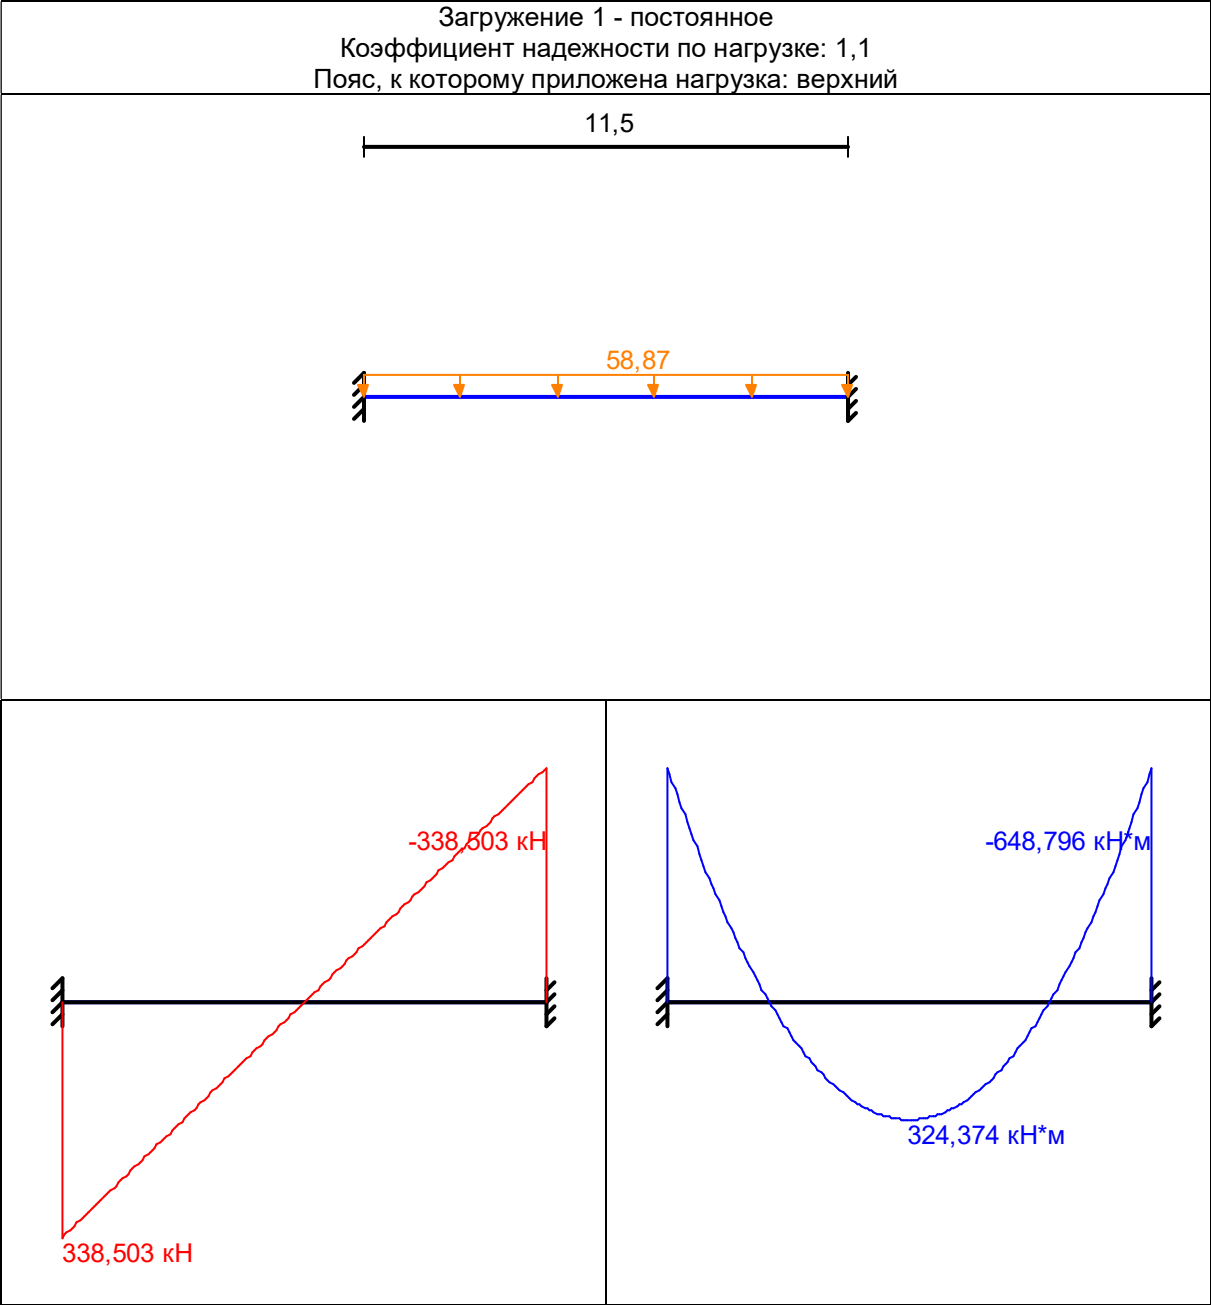 Загружение 1 - постоянное
Коэффициент надежности по нагрузке: 1,1
Пояс, к которому приложена нагрузка: верхний
11,5
58,87
-338,503 кН
338,503 кН
-648,796 кН*м
324,374 кН*м